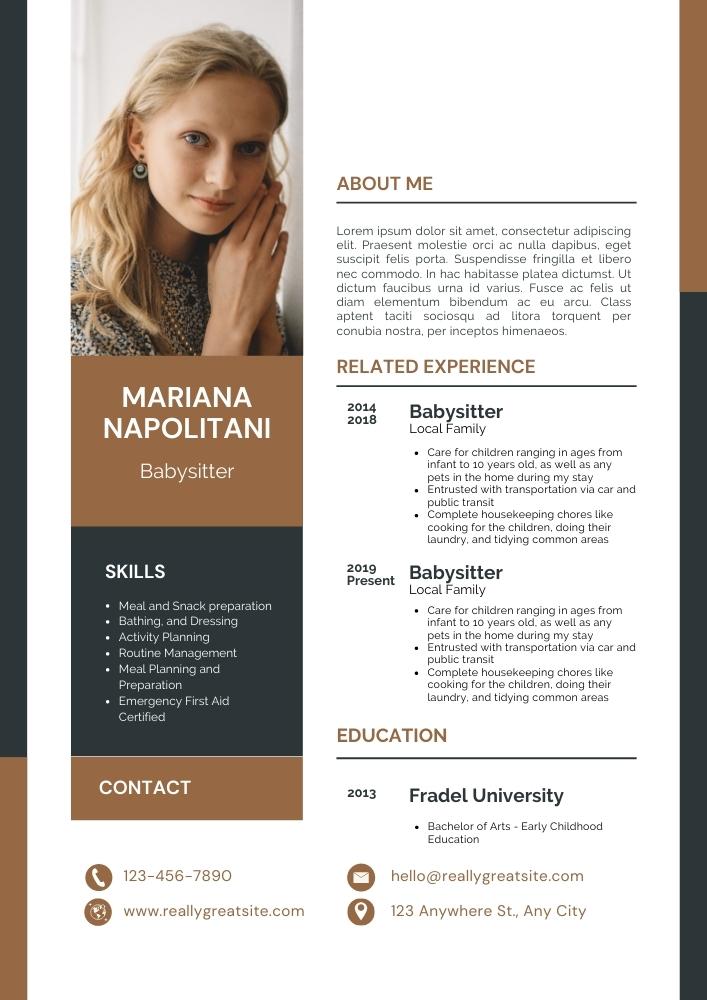 MARIANA
NAPOLITANI
Babysitter
SKILLS
• Meal and Snack preparation
• Bathing, and Dressing
• Activity Planning
• Routine Management
• Meal Planning and
Preparation
• Emergency First Aid
Certified
CONTACT
ABOUT ME
Lorem ipsum dolor sit amet, consectetur adipiscing
elit. Praesent molestie orci ac nulla dapibus, eget
suscipit felis porta. Suspendisse fringilla et libero
nec commodo. In hac habitasse platea dictumst. Ut
dictum faucibus urna id varius. Fusce ac felis ut
diam elementum bibendum ac eu arcu. Class
aptent taciti sociosqu ad litora torquent per
conubia nostra, per inceptos himenaeos.
RELATED EXPERIENCE
2014
2018
Babysitter
Local Family
• Care for children ranging in ages from
infant to 10 years old, as well as any
pets in the home during my stay
• Entrusted with transportation via car and
public transit
• Complete housekeeping chores like
cooking for the children, doing their
laundry, and tidying common areas
2019
Present
Babysitter
Local Family
• Care for children ranging in ages from
infant to 10 years old, as well as any
pets in the home during my stay
• Entrusted with transportation via car and
public transit
• Complete housekeeping chores like
cooking for the children, doing their
laundry, and tidying common areas
EDUCATION
2013
Fradel University
• Bachelor of Arts - Early Childhood
Education
123-456-7890
www.reallygreatsite.com
hello@reallygreatsite.com
123 Anywhere St., Any City